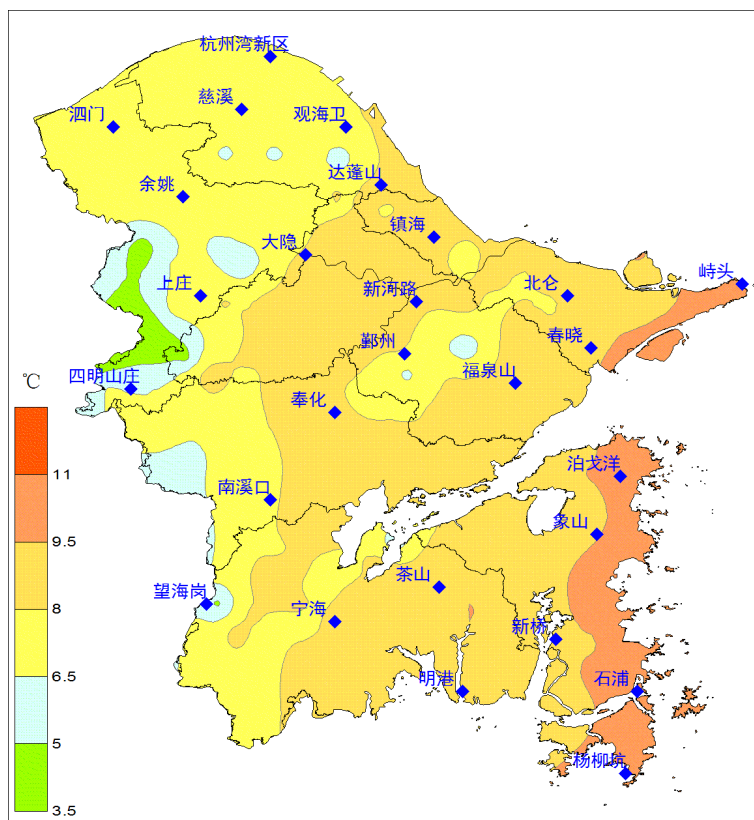 杭州湾新区
慈溪
泗门
观海卫
达蓬山
余姚
镇海
大隐
上庄
新河路
北仑
峙头
鄞州
春晓
四明山庄
福泉山
℃
奉化
11
泊戈洋
南溪口
9.5
象山
望海岗
茶山
8
宁海
新桥
6.5
明港
石浦
5
杨柳坑
3.5